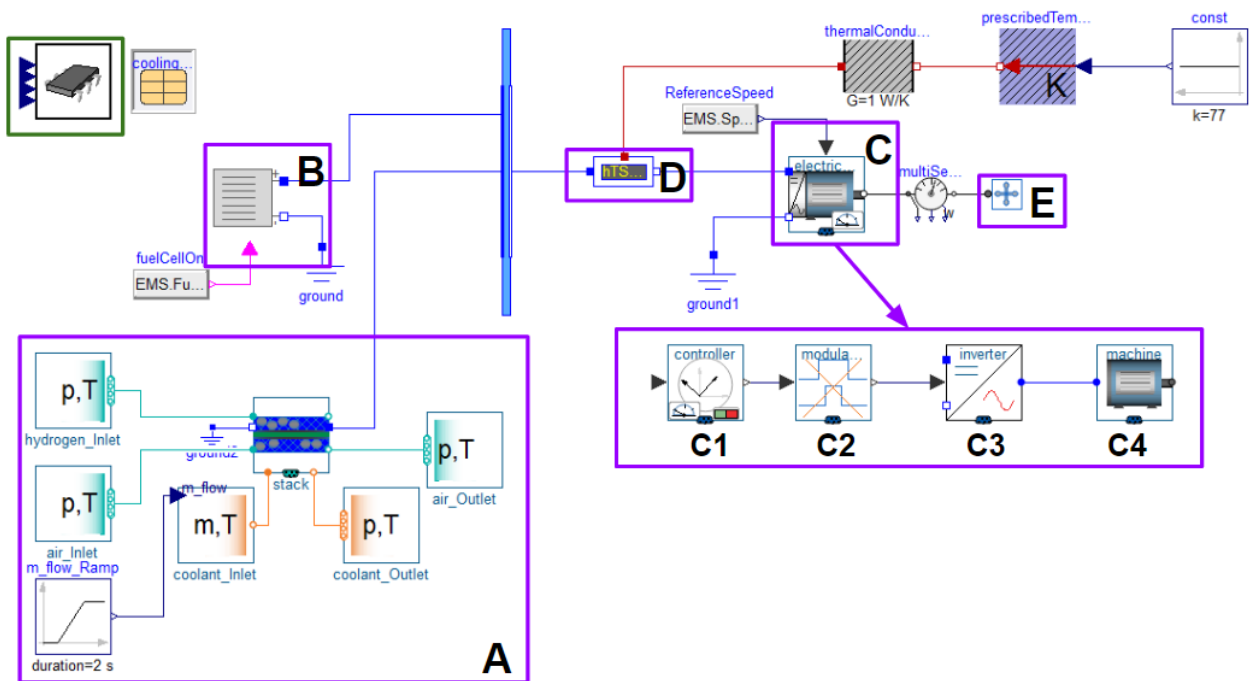 prescribedTem...
const
thermalCondu...
cooling...
K
G=1 W/K
k=77
ReferenceSpeed
EMS.Sp...
C
B
+
-
hTS...
D
electric...
multiSe...
W
E
fuelCellOn
EMS.Fu...
ground
ground1
controller
modula...
inverter
machine
C1
C2
C3
C4
p,T
hydrogen_Inlet
ground2
p,T
air_Outlet
stack
p,T
air_Inlet
m_flow
m,T
coolant_Inlet
p,T
coolant_Outlet
m_flow_Ramp
duration=2 s
A